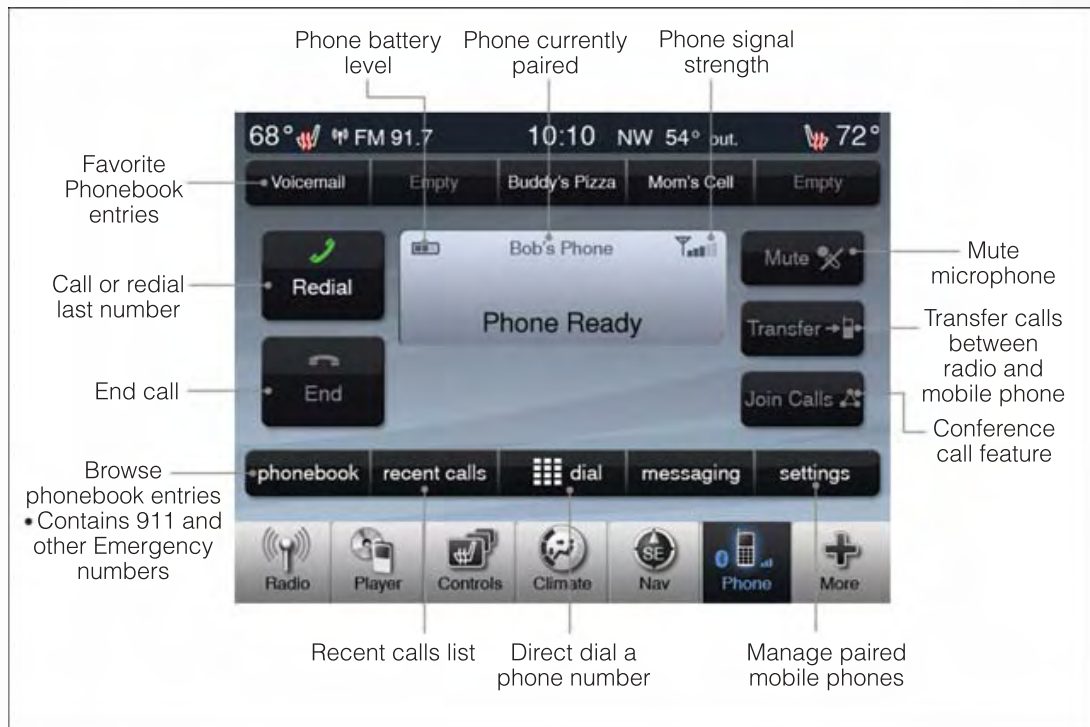 Phone battery
level
Phone currently
paired
Phone signal
strength
68° FM 91.7 10:10 NW 54° out. 72°
Favorite
Phonebook
entries
Voicemail Empty Buddy's Pizza Mom's Cell Empty
Bob's Phone
Phone Ready
Call or redial
last number
Redial
Mute
Mute
microphone
Transfer
Transfer calls
between
radio and
mobile phone
End call
End
Join Calls
Conference
call feature
Browse
phonebook entries
• Contains 911 and
other Emergency
numbers
phonebook recent calls dial messaging settings
SE
Radio Player Controls Climate Nav Phone More
Recent calls list
Direct dial a
phone number
Manage paired
mobile phones